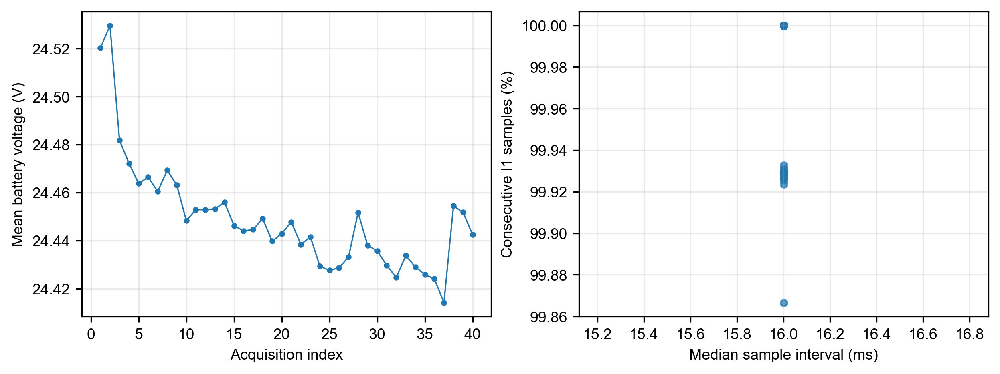 Mean battery voltage (V)
24.52
24.50
24.48
24.46
24.44
24.42
0 5 10 15 20 25 30 35 40
Acquisition index
Consecutive I1 samples (%)
100.00
99.98
99.96
99.94
99.92
99.90
99.88
99.86
15.2 15.4 15.6 15.8 16.0 16.2 16.4 16.6 16.8
Median sample interval (ms)